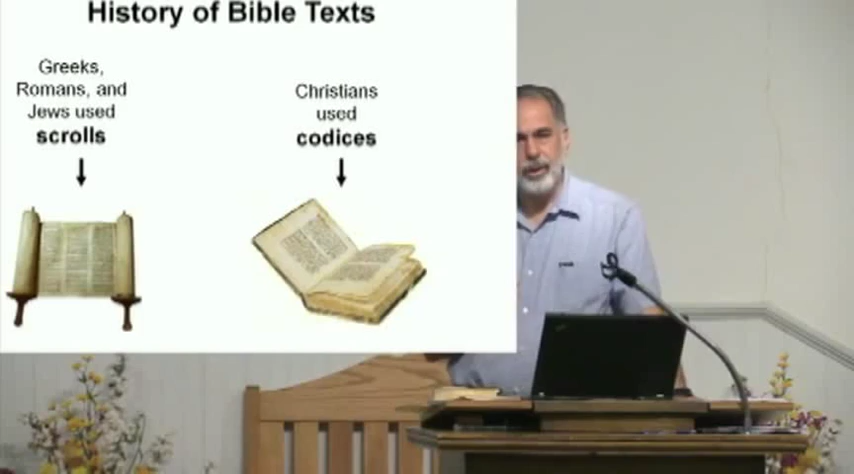 History of Bible Texts
Greeks,
Romans, and
Jews used
scrolls
Christians
used
codices